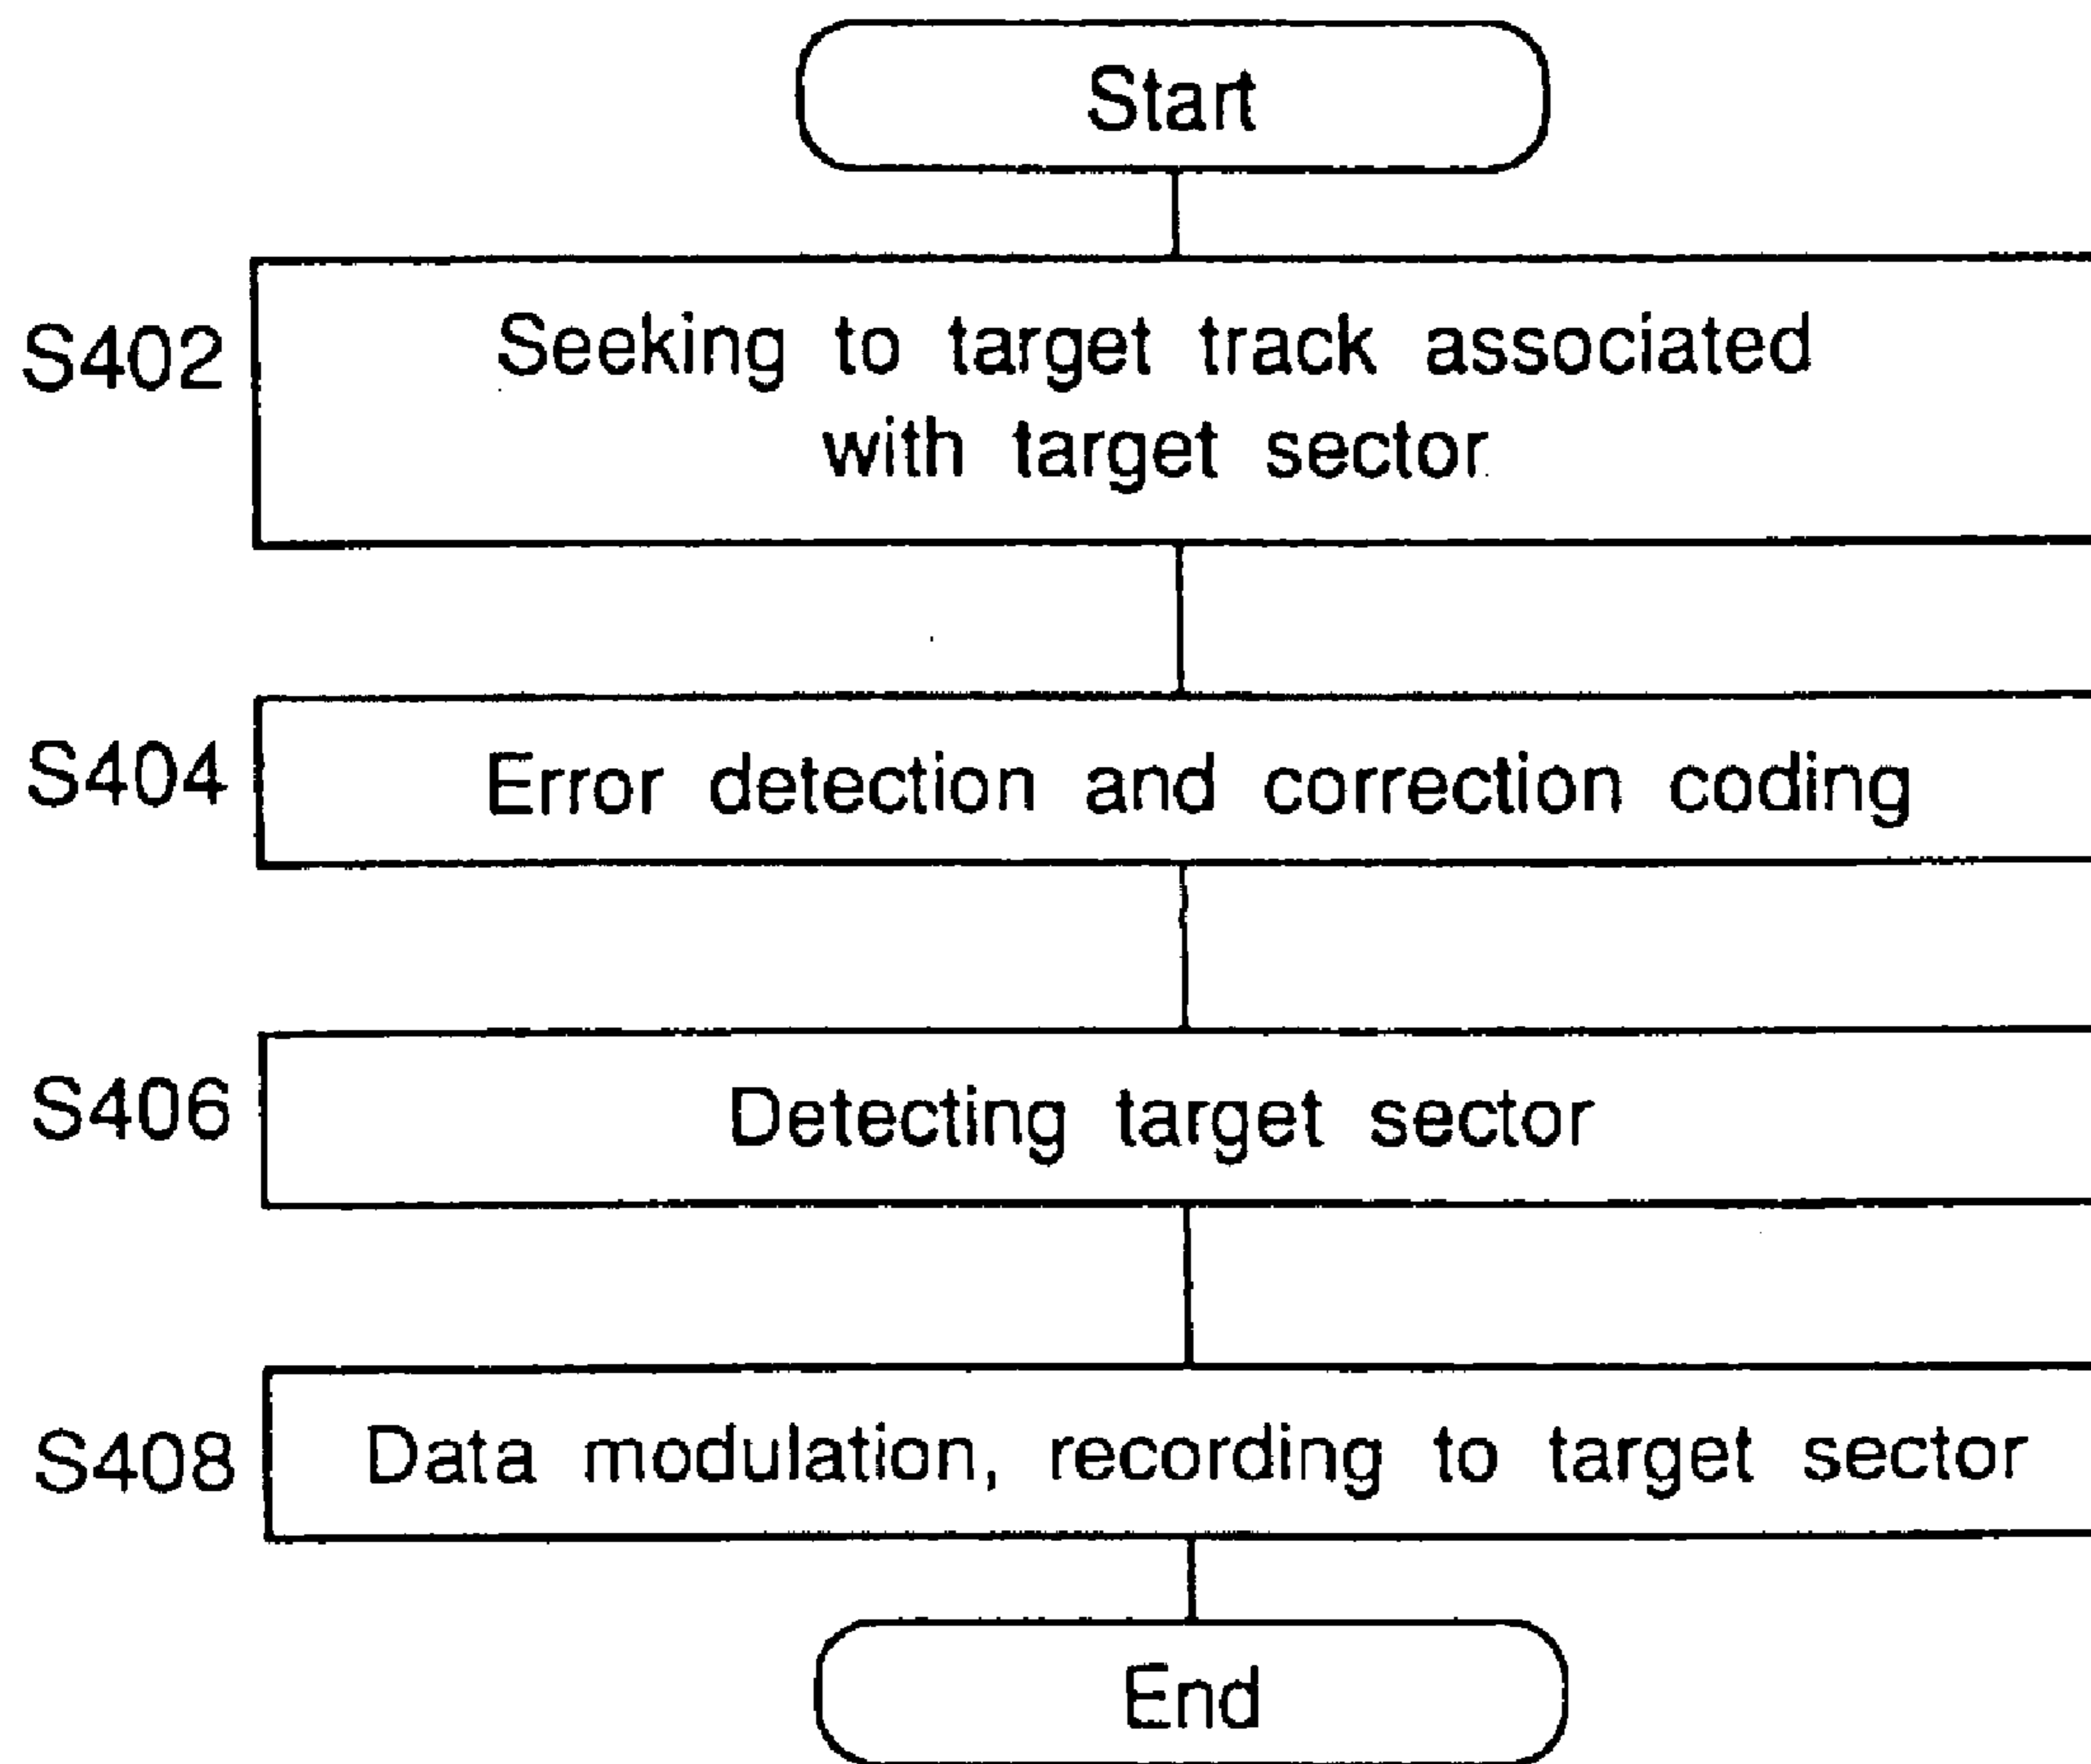 Start
S402
Seeking to target track associated
with target sector
S404
Error detection and correction coding
S406
Detecting target sector
S408
Data modulation, recording to target sector
End